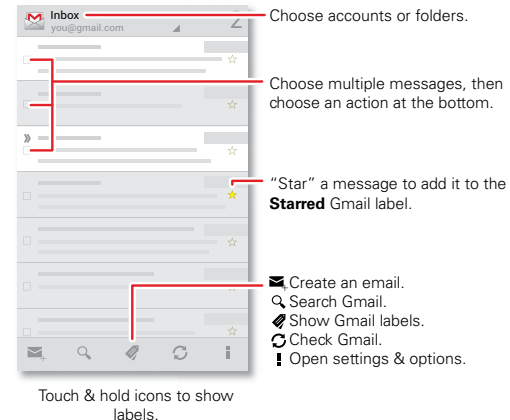 Inbox
you@gmail.com
2
Choose accounts or folders.
Choose multiple messages, then
choose an action at the bottom.
“Star” a message to add it to the
Starred Gmail label.
Create an email.
Search Gmail.
Show Gmail labels.
Check Gmail.
Open settings & options.
Touch & hold icons to show
labels.